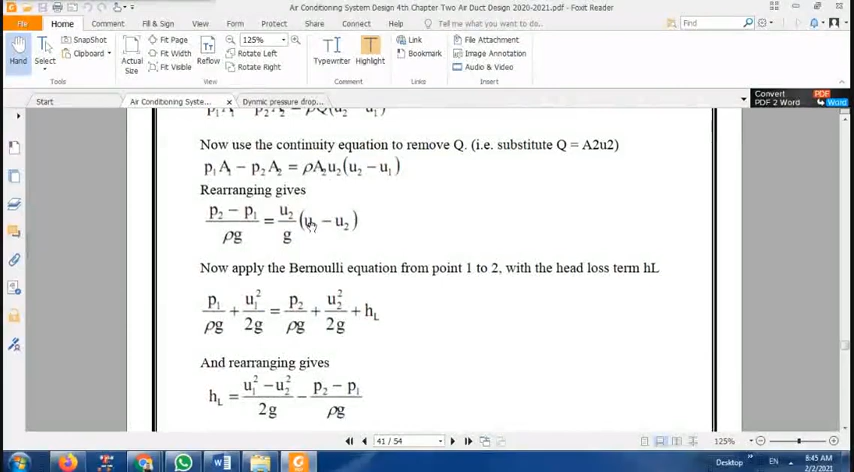 Air Conditioning System Design 4th Chapter Two Air Duct Design 2020-2021.pdf - Foxit Reader
File Home Comment Fill & Sign View Form Protect Share Connect Help Tell me what you want to do.. Find
Hand
Select
SnapShot
Clipboard
Actual Size
Fit Page
Fit Width
Fit Visible
Reflow
125%
Rotate Left
Rotate Right
Typewriter
Highlight
Link
Bookmark
File Attachment
Image Annotation
Audio & Video
Tools View Comment Links Insert
Start Air Conditioning Syste... Dynmic pressure drop...
Convert PDF
PDF 2 Word Word
Now use the continuity equation to remove Q. (i.e. substitute Q = A2u2)
p₁A₁ − p₂A₂ = ρA₂u₂(u₂ − u₁)
Rearranging gives
(p₂ − p₁)/ρg = u₂/g (u₁ − u₂)
Now apply the Bernoulli equation from point 1 to 2, with the head loss term hL
p₁/ρg + u₁²/2g = p₂/ρg + u₂²/2g + h_L
And rearranging gives
h_L = (u₁² − u₂²)/2g − (p₂ − p₁)/ρg
41 / 54 125%
Desktop EN 8:45 AM
2/2/2021